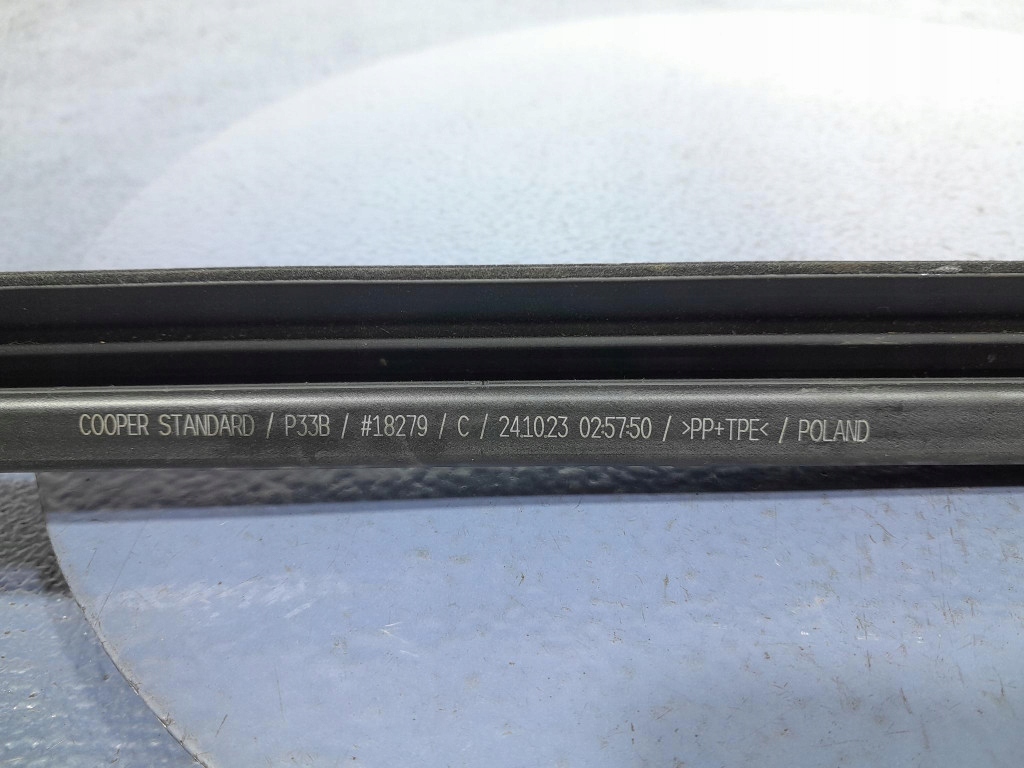 COOPER STANDARD / P33B / #18279 / C / 24.10.23 02:57:50 / >PP+TPE< / POLAND